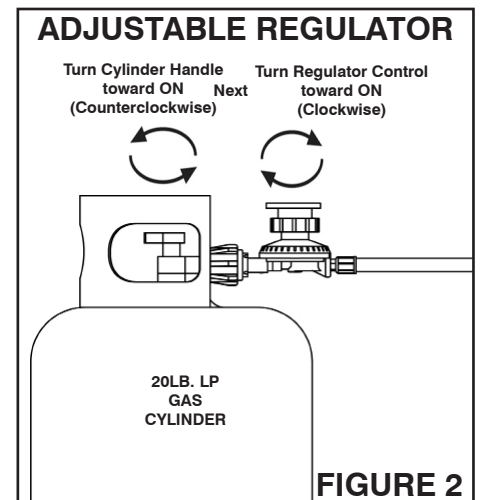 ADJUSTABLE REGULATOR
Turn Cylinder Handle
toward ON
(Counterclockwise)
Next
Turn Regulator Control
toward ON
(Clockwise)
20LB. LP
GAS
CYLINDER
FIGURE 2